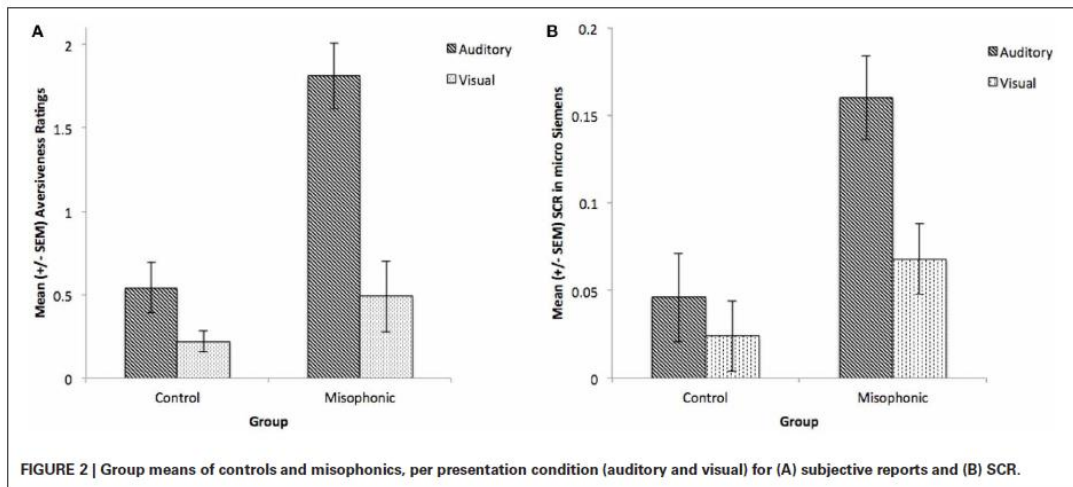 A
Mean (+/- SEM) Aversiveness Ratings
2
1.5
1
0.5
0
Auditory
Visual
Control
Misophonic
Group
B
Mean (+/- SEM) SCR in micro Siemens
0.2
0.15
0.1
0.05
0
Auditory
Visual
Control
Misophonic
Group
FIGURE 2 | Group means of controls and misophonics, per presentation condition (auditory and visual) for (A) subjective reports and (B) SCR.